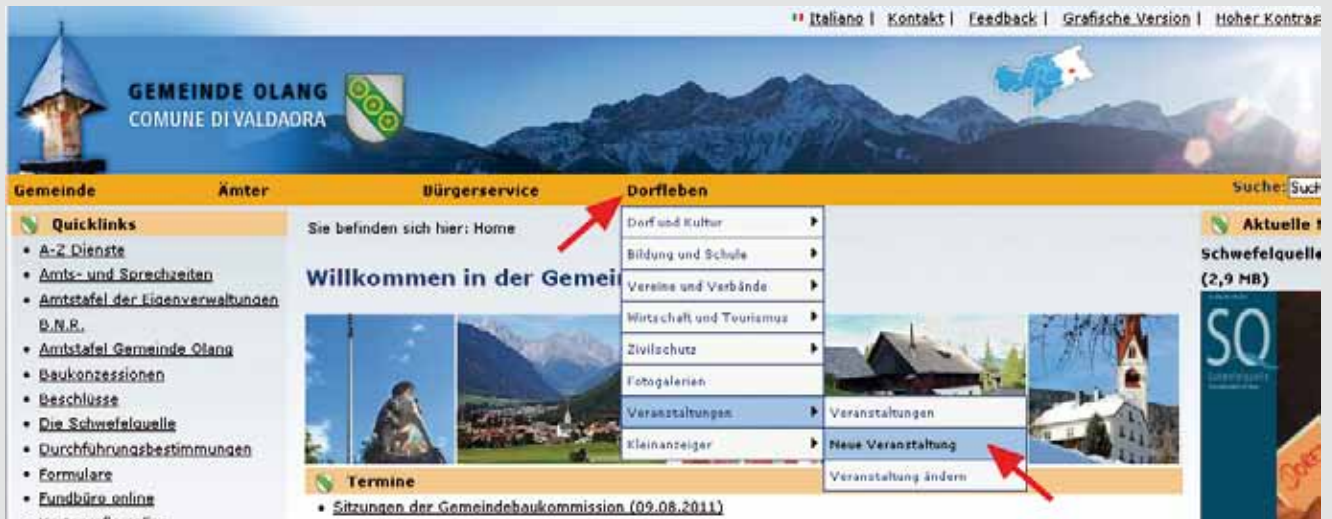 Italiano | Kontakt | Feedback | Grafische Version | Hoher Kontras
GEMEINDE OLANG
COMUNE DI VALDAORA
Gemeinde Ämter Bürgerservice Dorfleben Suche: Such
Quicklinks
A-Z Dienste
Amts- und Sprechzeiten
Amtstafel der Eigenverwaltungen
B.N.R.
Amtstafel Gemeinde Olang
Baukonzessionen
Beschlüsse
Die Schwefelquelle
Durchführungsbestimmungen
Formulare
Fundbüro online
Sie befinden sich hier: Home
Willkommen in der Gemei
Dorf und Kultur
Bildung und Schule
Vereine und Verbände
Wirtschaft und Tourismus
Zivilschutz
Fotogalerien
Veranstaltungen
Kleinanzeiger
Veranstaltungen
Neue Veranstaltung
Veranstaltung ändern
Termine
Sitzungen der Gemeindebaukommission (09.08.2011)
Aktuelle
Schwefelquelle
(2,9 MB)
SQ